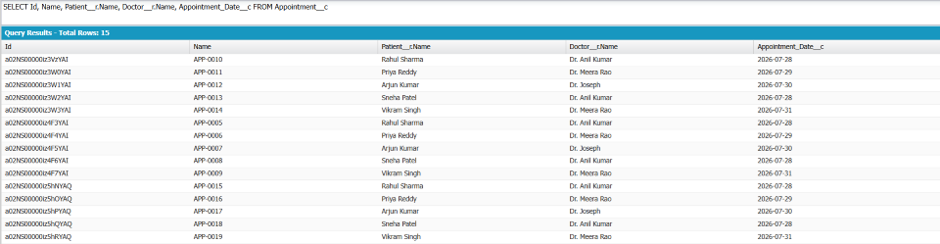 SELECT Id, Name, Patient__r.Name, Doctor__r.Name, Appointment_Date__c FROM Appointment__c
Query Results - Total Rows: 15
Id Name Patient__r.Name Doctor__r.Name Appointment_Date__c
a02NS00000iz3VzYAI APP-0010 Rahul Sharma Dr. Anil Kumar 2026-07-28
a02NS00000iz3W0YAI APP-0011 Priya Reddy Dr. Meera Rao 2026-07-29
a02NS00000iz3W1YAI APP-0012 Arjun Kumar Dr. Joseph 2026-07-30
a02NS00000iz3W2YAI APP-0013 Sneha Patel Dr. Anil Kumar 2026-07-28
a02NS00000iz3W3YAI APP-0014 Vikram Singh Dr. Meera Rao 2026-07-31
a02NS00000iz4F3YAI APP-0005 Rahul Sharma Dr. Anil Kumar 2026-07-28
a02NS00000iz4F4YAI APP-0006 Priya Reddy Dr. Meera Rao 2026-07-29
a02NS00000iz4F5YAI APP-0007 Arjun Kumar Dr. Joseph 2026-07-30
a02NS00000iz4F6YAI APP-0008 Sneha Patel Dr. Anil Kumar 2026-07-28
a02NS00000iz4F7YAI APP-0009 Vikram Singh Dr. Meera Rao 2026-07-31
a02NS00000iz5hNYAQ APP-0015 Rahul Sharma Dr. Anil Kumar 2026-07-28
a02NS00000iz5hOYAQ APP-0016 Priya Reddy Dr. Meera Rao 2026-07-29
a02NS00000iz5hPYAQ APP-0017 Arjun Kumar Dr. Joseph 2026-07-30
a02NS00000iz5hQYAQ APP-0018 Sneha Patel Dr. Anil Kumar 2026-07-28
a02NS00000iz5hRYAQ APP-0019 Vikram Singh Dr. Meera Rao 2026-07-31